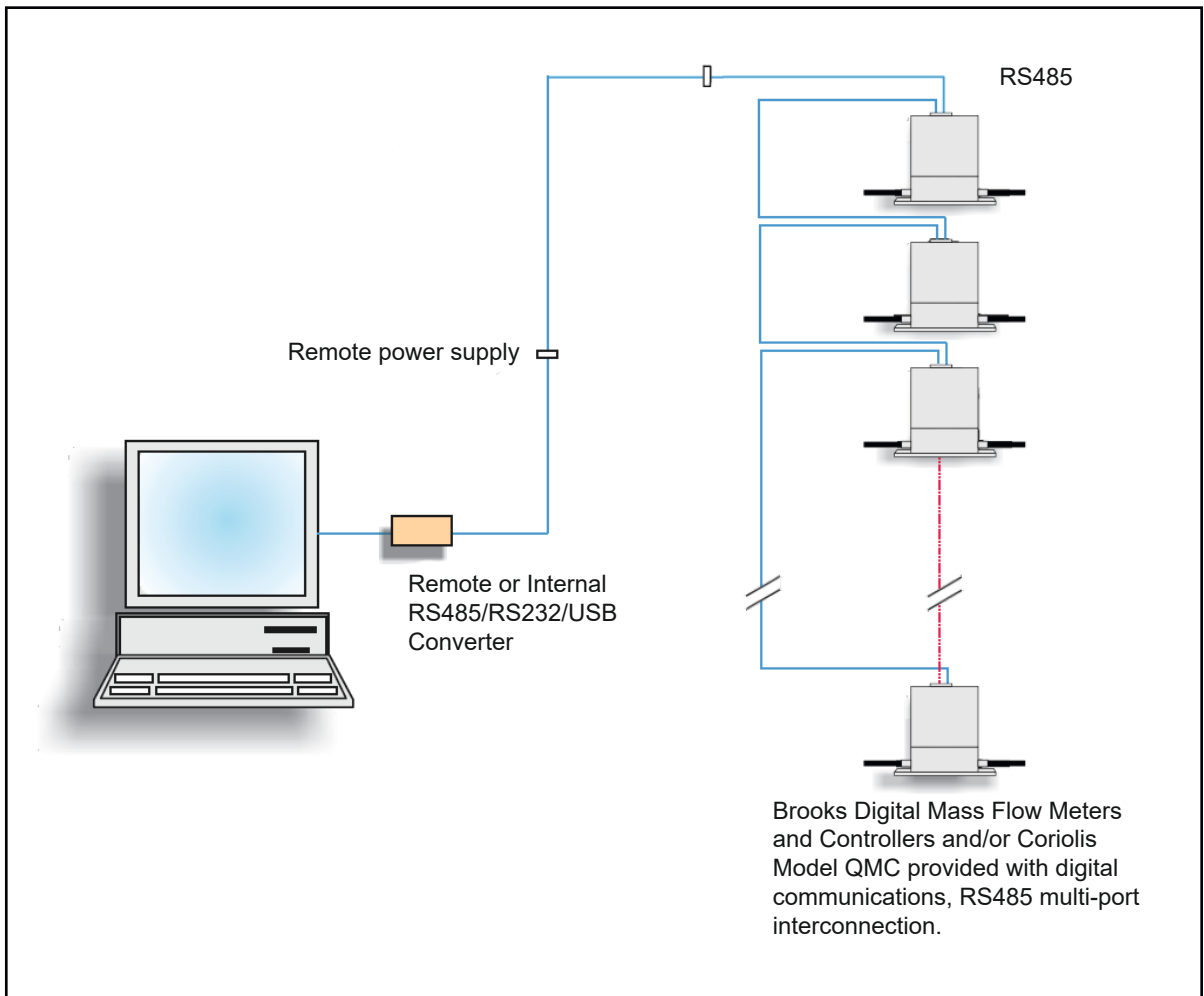 RS485
Remote power supply
Remote or Internal
RS485/RS232/USB
Converter
Brooks Digital Mass Flow Meters
and Controllers and/or Coriolis
Model QMC provided with digital
communications, RS485 multi-port
interconnection.